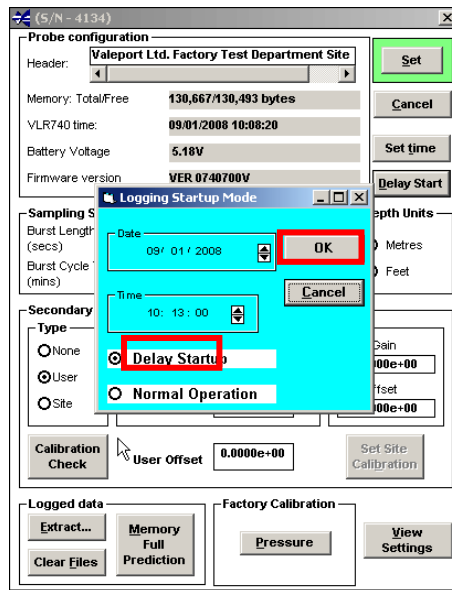 (S/N - 4134)
Probe configuration
Header: Valeport Ltd. Factory Test Department Site
Set
Memory: Total/Free 130,667/130,493 bytes
Cancel
VLR740 time: 09/01/2008 10:08:20
Battery Voltage 5.18V
Set time
Firmware version VER 0740700V
Delay Start
Logging Startup Mode
Date
09/ 01/ 2008
OK
Time
10: 13: 00
Cancel
Delay Startup
Normal Operation
Sampling S
Burst Length
(secs)
Burst Cycle
(mins)
epth Units
Metres
Feet
Secondary
Type
None
User
Site
Gain
000e+00
ffset
000e+00
Calibration
Check
User Offset 0.0000e+00
Set Site
Calibration
Logged data
Extract...
Clear Files
Memory
Full
Prediction
Factory Calibration
Pressure
View
Settings